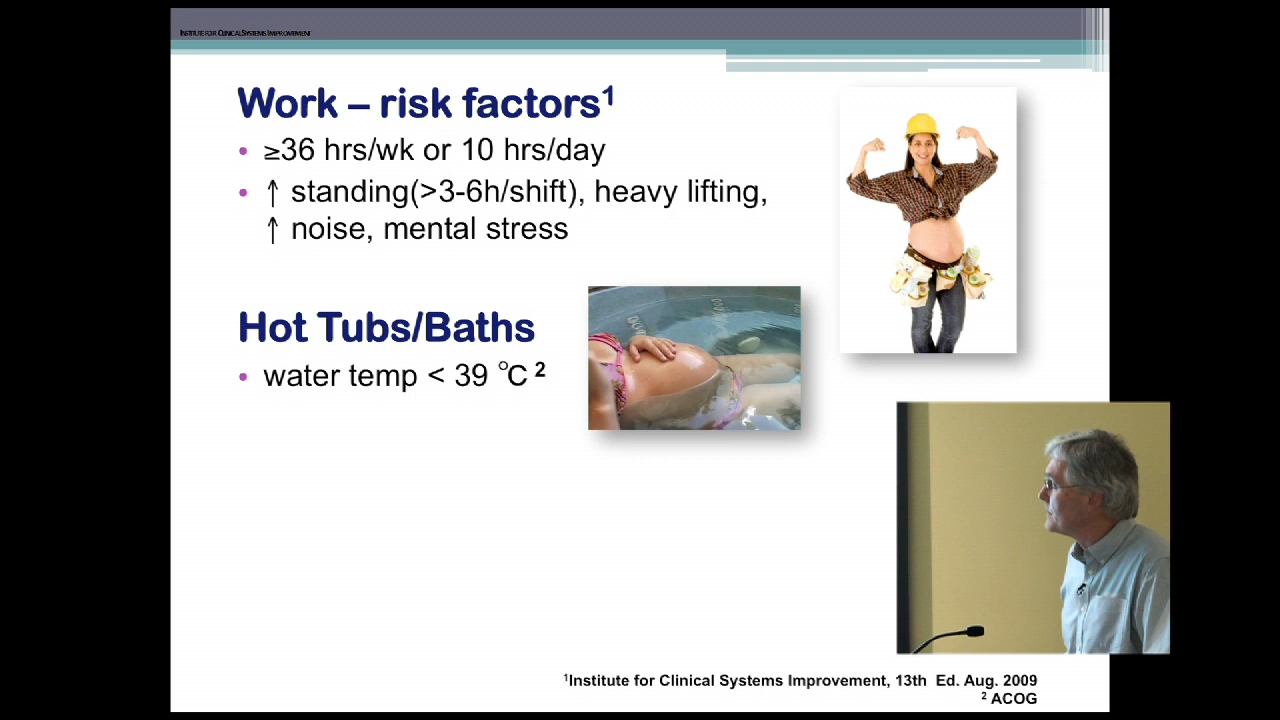 INSTITUTE FOR CLINICAL SYSTEMS IMPROVEMENT
Work – risk factors¹
• ≥36 hrs/wk or 10 hrs/day
• ↑ standing(>3-6h/shift), heavy lifting,
↑ noise, mental stress
Hot Tubs/Baths
• water temp < 39 ℃ ²
¹Institute for Clinical Systems Improvement, 13th Ed. Aug. 2009
² ACOG